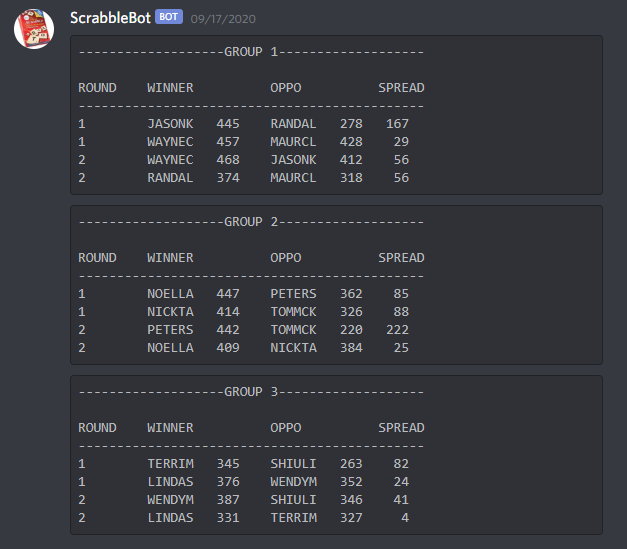 ScrabbleBot BOT 09/17/2020
-------------------GROUP 1-------------------
ROUND WINNER OPPO SPREAD
---------------------------------------------
1 JASONK 445 RANDAL 278 167
1 WAYNEC 457 MAURCL 428 29
2 WAYNEC 468 JASONK 412 56
2 RANDAL 374 MAURCL 318 56
-------------------GROUP 2-------------------
ROUND WINNER OPPO SPREAD
---------------------------------------------
1 NOELLA 447 PETERS 362 85
1 NICKTA 414 TOMMCK 326 88
2 PETERS 442 TOMMCK 220 222
2 NOELLA 409 NICKTA 384 25
-------------------GROUP 3-------------------
ROUND WINNER OPPO SPREAD
---------------------------------------------
1 TERRIM 345 SHIULI 263 82
1 LINDAS 376 WENDYM 352 24
2 WENDYM 387 SHIULI 346 41
2 LINDAS 331 TERRIM 327 4